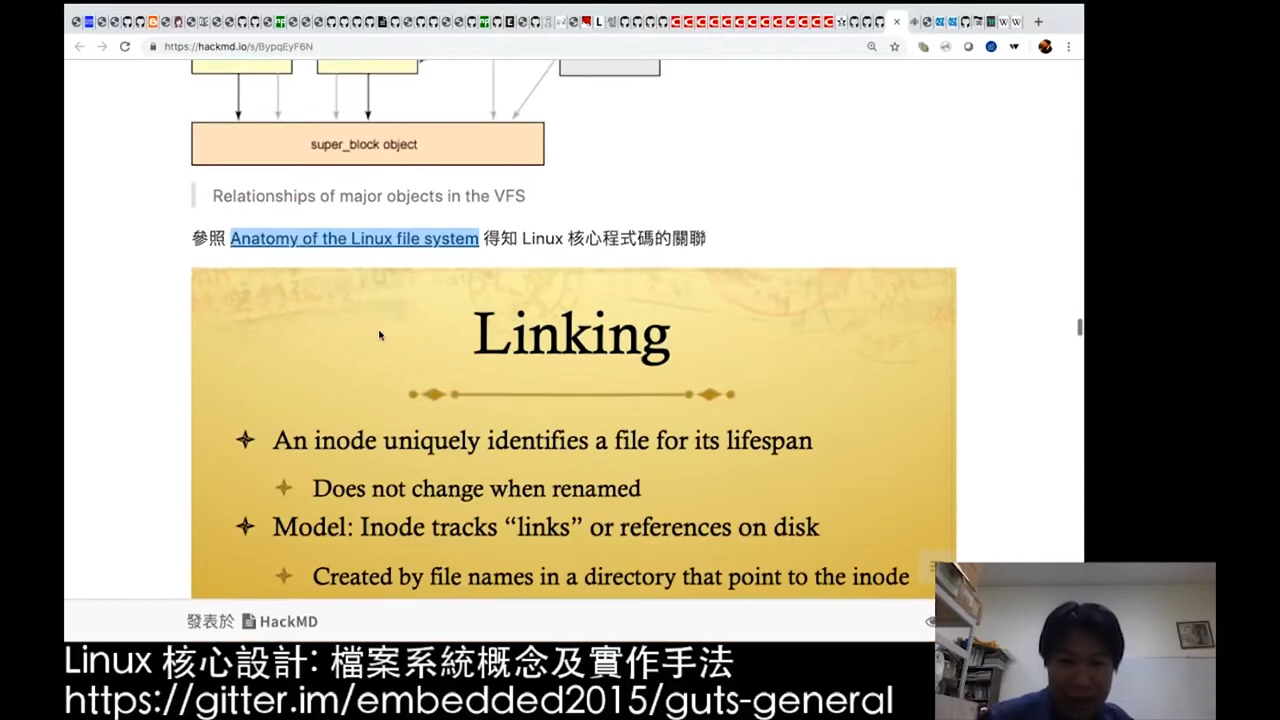 https://hackmd.io/s/BypqEyF6N
super_block object
Relationships of major objects in the VFS
參照 Anatomy of the Linux file system 得知 Linux 核心程式碼的關聯
Linking
An inode uniquely identifies a file for its lifespan
Does not change when renamed
Model: Inode tracks “links” or references on disk
Created by file names in a directory that point to the inode
發表於 HackMD
Linux 核心設計: 檔案系統概念及實作手法
https://gitter.im/embedded2015/guts-general